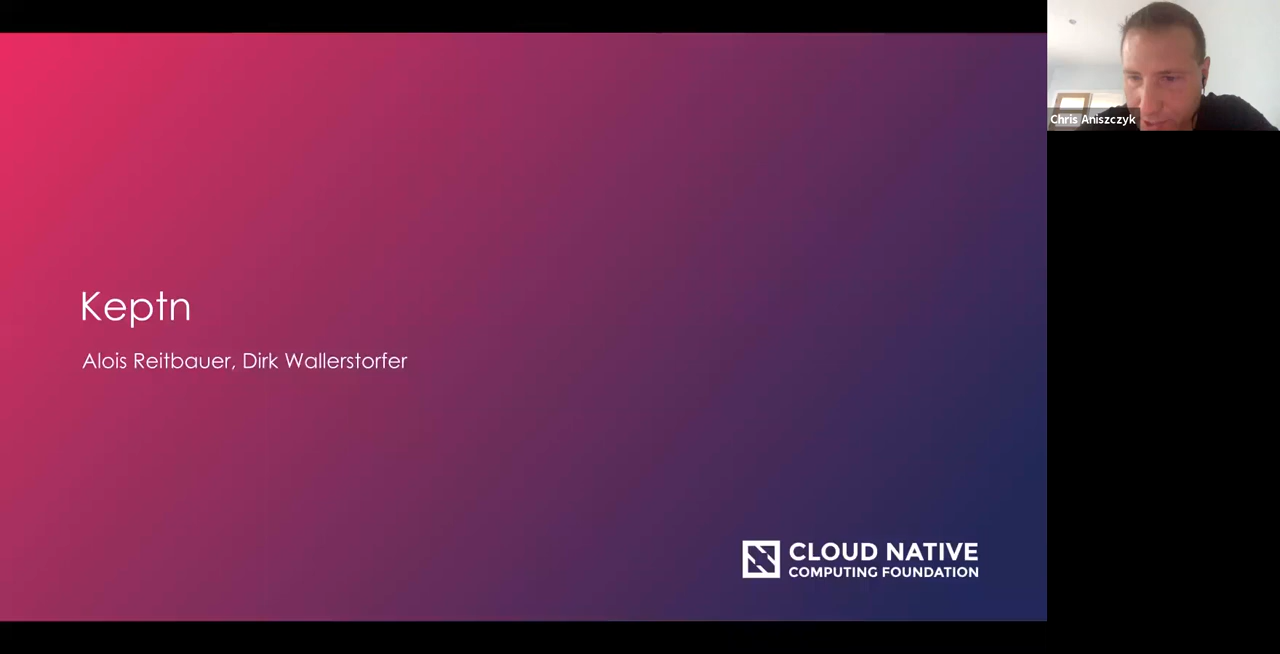 Keptn
Alois Reitbauer, Dirk Wallerstorfer
CLOUD NATIVE
COMPUTING FOUNDATION
Chris Aniszczyk